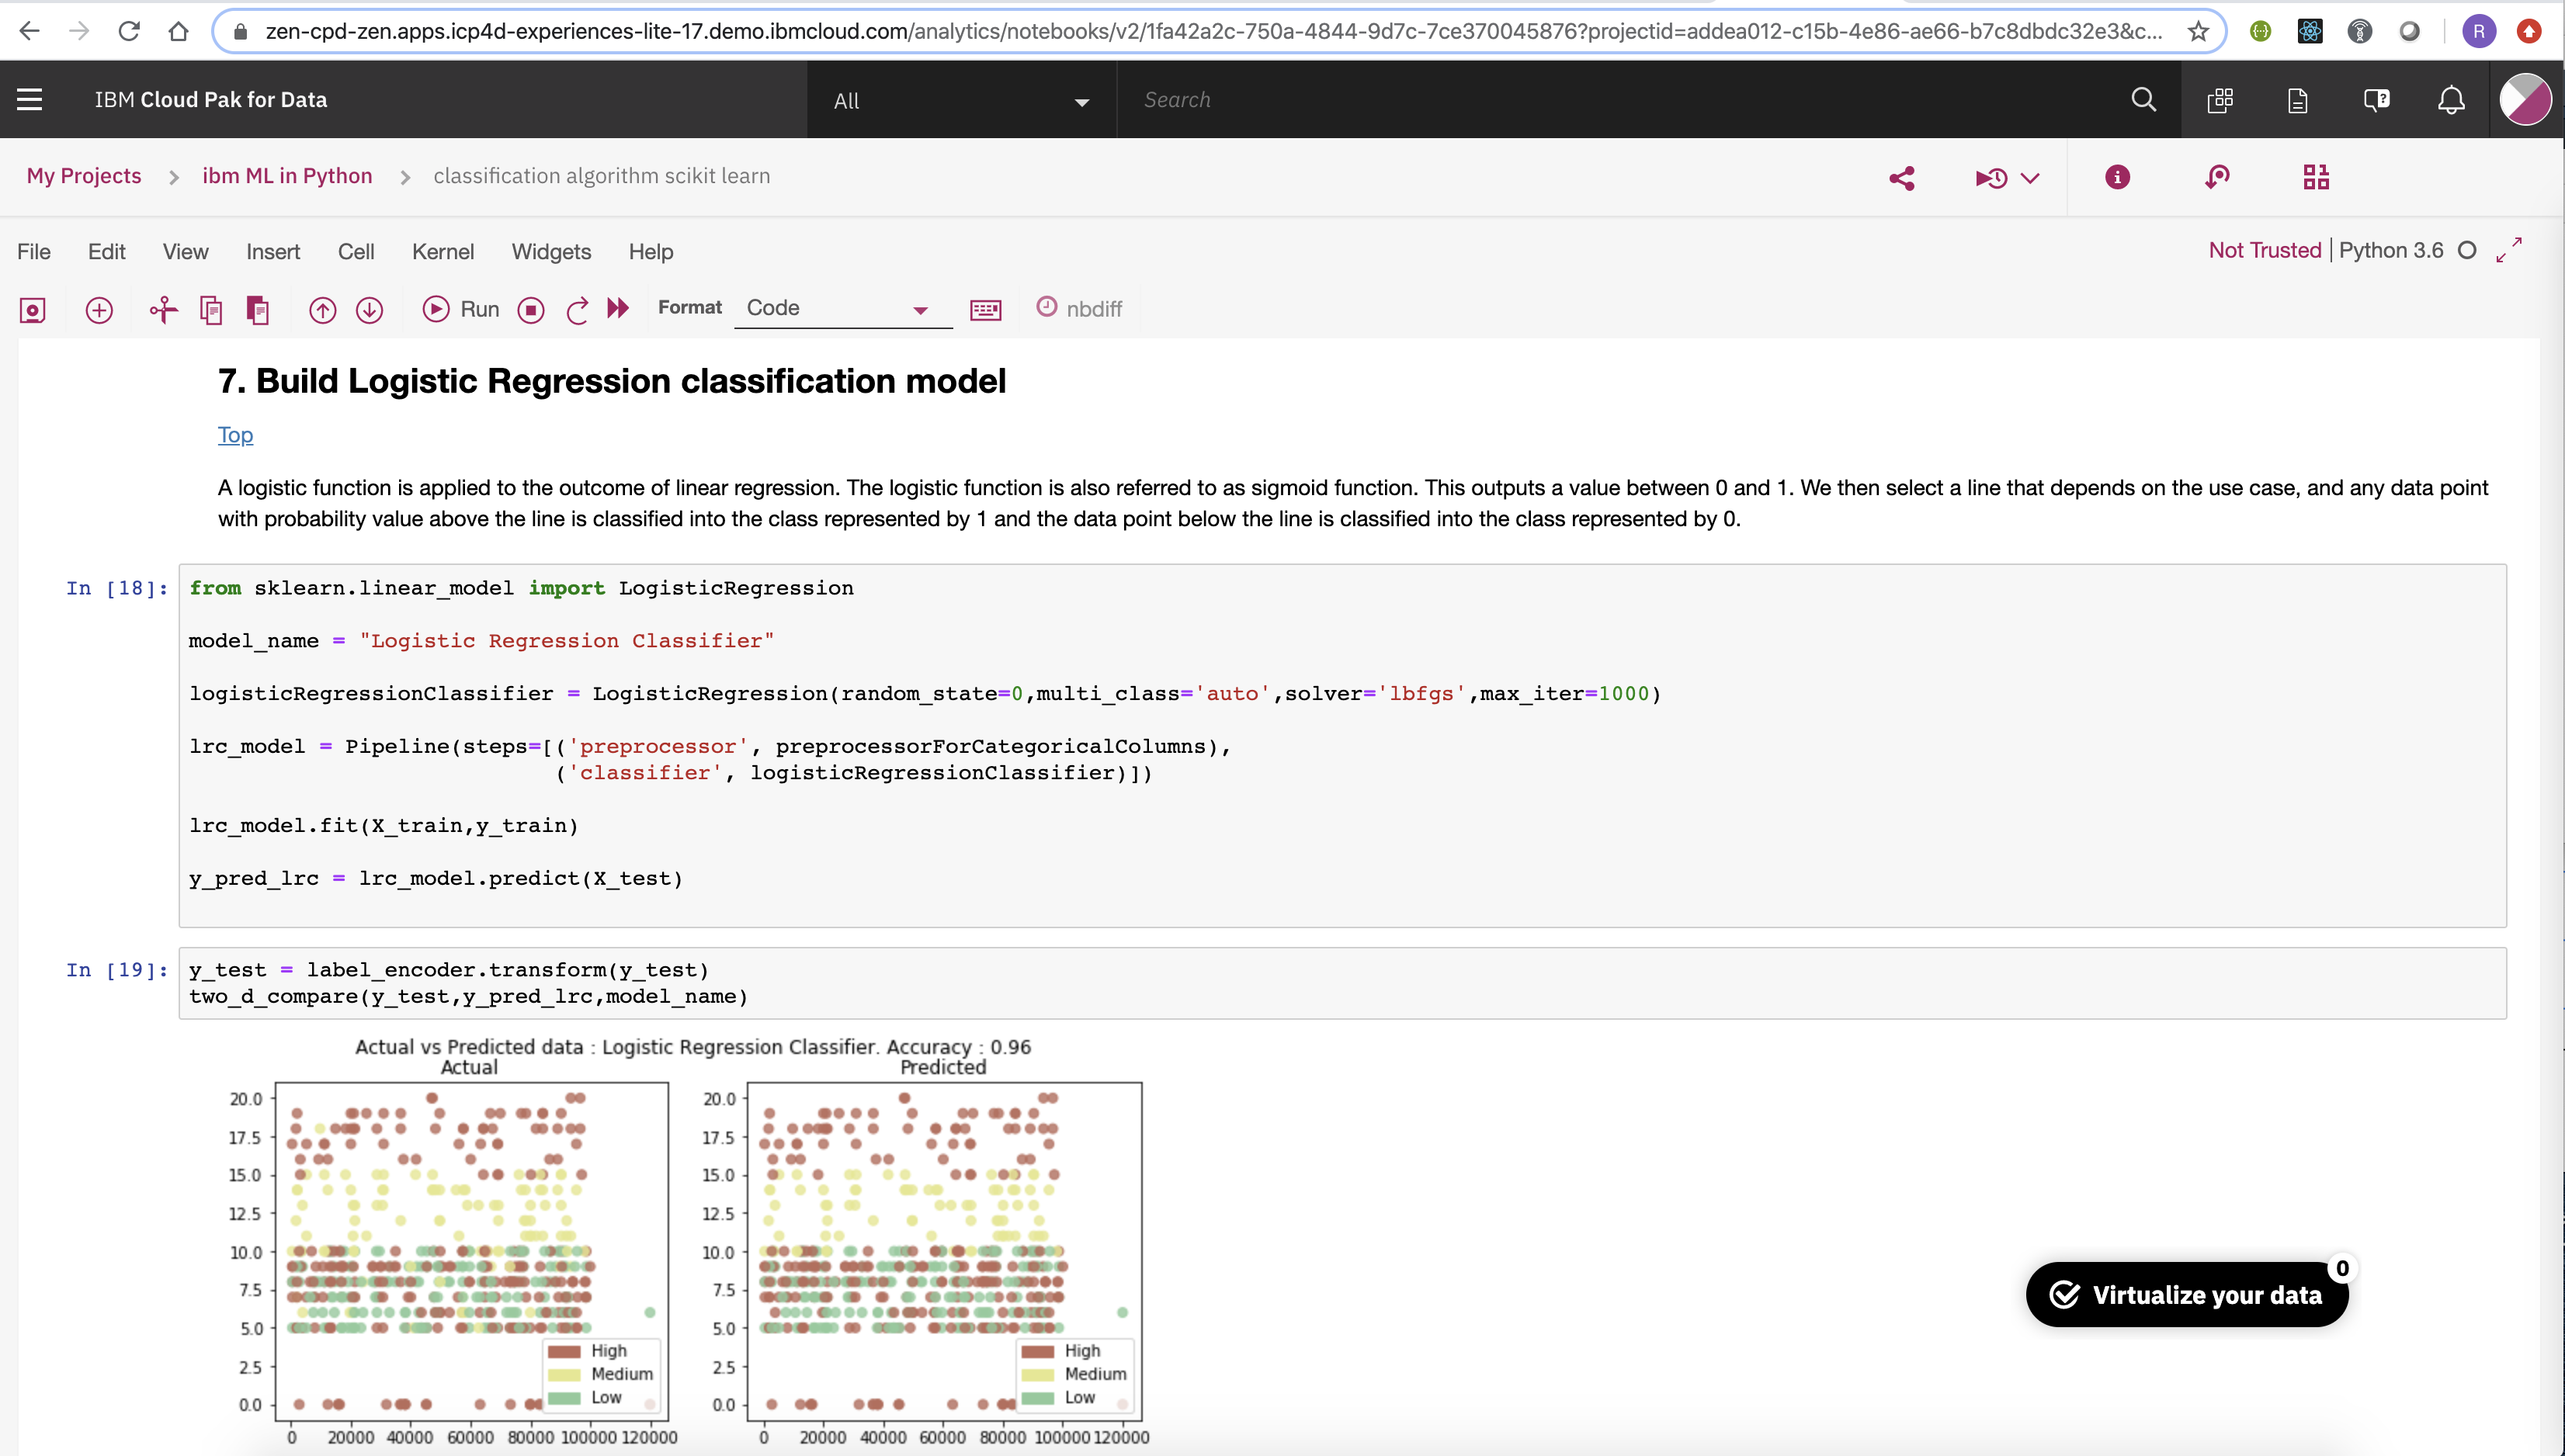 zen-cpd-zen.apps.icp4d-experiences-lite-17.demo.ibmcloud.com/analytics/notebooks/v2/1fa42a2c-750a-4844-9d7c-7ce370045876?projectid=addea012-c15b-4e86-ae66-b7c8dbdc32e3&c...
R
IBM Cloud Pak for Data
All
Search
My Projects > ibm ML in Python > classification algorithm scikit learn
File Edit View Insert Cell Kernel Widgets Help
Not Trusted | Python 3.6
Run
Format
Code
nbdiff
7. Build Logistic Regression classification model
Top
A logistic function is applied to the outcome of linear regression. The logistic function is also referred to as sigmoid function. This outputs a value between 0 and 1. We then select a line that depends on the use case, and any data point
with probability value above the line is classified into the class represented by 1 and the data point below the line is classified into the class represented by 0.
In [18]:
from sklearn.linear_model import LogisticRegression
model_name = "Logistic Regression Classifier"
logisticRegressionClassifier = LogisticRegression(random_state=0,multi_class='auto',solver='lbfgs',max_iter=1000)
lrc_model = Pipeline(steps=[('preprocessor', preprocessorForCategoricalColumns),
('classifier', logisticRegressionClassifier)])
lrc_model.fit(X_train,y_train)
y_pred_lrc = lrc_model.predict(X_test)
In [19]:
y_test = label_encoder.transform(y_test)
two_d_compare(y_test,y_pred_lrc,model_name)
Actual vs Predicted data : Logistic Regression Classifier. Accuracy : 0.96
Actual
20.0
17.5
15.0
12.5
10.0
7.5
5.0
2.5
0.0
High
Medium
Low
0 20000 40000 60000 80000 100000 120000
Predicted
20.0
17.5
15.0
12.5
10.0
7.5
5.0
2.5
0.0
High
Medium
Low
0 20000 40000 60000 80000 100000 120000
Virtualize your data
0